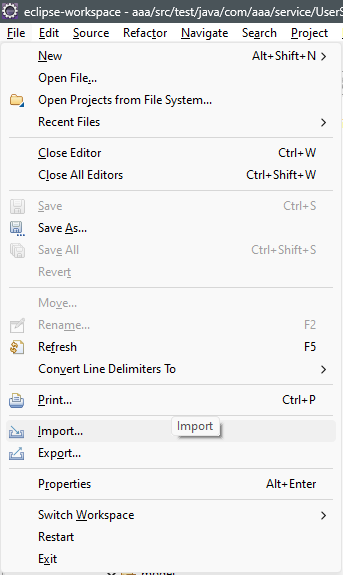 eclipse-workspace - aaa/src/test/java/com/aaa/service/UserS
File Edit Source Refactor Navigate Search Project
New Alt+Shift+N
Open File...
Open Projects from File System...
Recent Files
Close Editor Ctrl+W
Close All Editors Ctrl+Shift+W
Save Ctrl+S
Save As...
Save All Ctrl+Shift+S
Revert
Move...
Rename... F2
Refresh F5
Convert Line Delimiters To
Print... Ctrl+P
Import
Import...
Export...
Properties Alt+Enter
Switch Workspace
Restart
Exit